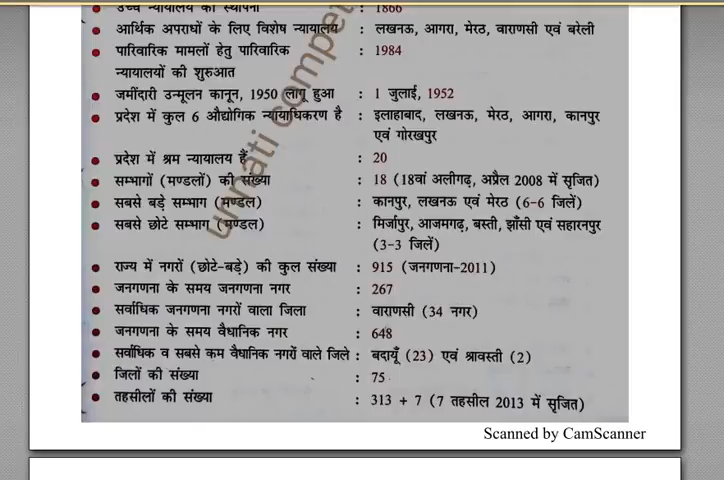 उच्च न्यायालय की स्थापना : 1866
आर्थिक अपराधों के लिए विशेष न्यायालय : लखनऊ, आगरा, मेरठ, वाराणसी एवं बरेली
पारिवारिक मामलों हेतु पारिवारिक : 1984
न्यायालयों की शुरुआत
जमींदारी उन्मूलन कानून, 1950 लागू हुआ : 1 जुलाई, 1952
प्रदेश में कुल 6 औद्योगिक न्यायाधिकरण है : इलाहाबाद, लखनऊ, मेरठ, आगरा, कानपुर
एवं गोरखपुर
प्रदेश में श्रम न्यायालय हैं : 20
सम्भागों (मण्डलों) की संख्या : 18 (18वां अलीगढ़, अप्रैल 2008 में सृजित)
सबसे बड़े सम्भाग (मण्डल) : कानपुर, लखनऊ एवं मेरठ (6-6 जिलें)
सबसे छोटे सम्भाग (मण्डल) : मिर्जापुर, आजमगढ़, बस्ती, झाँसी एवं सहारनपुर
(3-3 जिलें)
राज्य में नगरों (छोटे-बड़े) की कुल संख्या : 915 (जनगणना-2011)
जनगणना के समय जनगणना नगर : 267
सर्वाधिक जनगणना नगरों वाला जिला : वाराणसी (34 नगर)
जनगणना के समय वैधानिक नगर : 648
सर्वाधिक व सबसे कम वैधानिक नगरों वाले जिले : बदायूँ (23) एवं श्रावस्ती (2)
जिलों की संख्या : 75
तहसीलों की संख्या : 313 + 7 (7 तहसील 2013 में सृजित)
unnati compet
Scanned by CamScanner